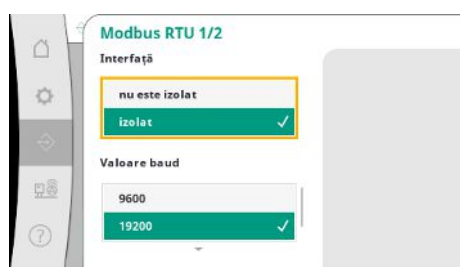 Modbus RTU 1/2
Interfață
nu este izolat
izolat
Valoare baud
9600
19200
?